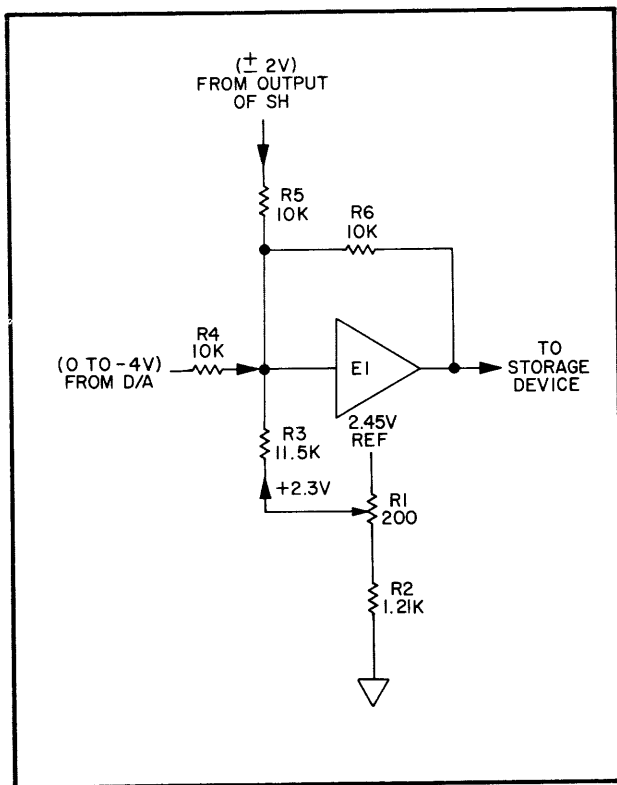 (± 2V)
FROM OUTPUT
OF SH
R5
10K
R6
10K
R4
10K
(0 TO -4V)
FROM D/A
E1
TO
STORAGE
DEVICE
R3
11.5K
2.45V
REF
+2.3V
R1
200
R2
1.21K